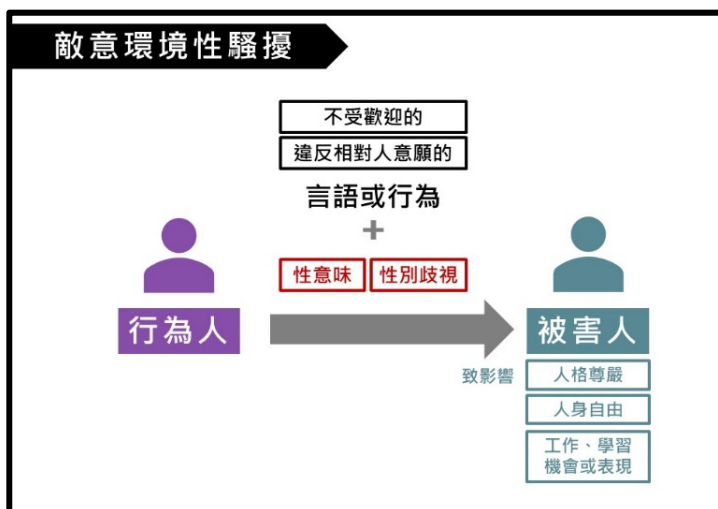 敵意環境性騷擾
不受歡迎的
違反相對人意願的
言語或行為
+
性意味 性別歧視
行為人
被害人
致影響
人格尊嚴
人身自由
工作、學習
機會或表現